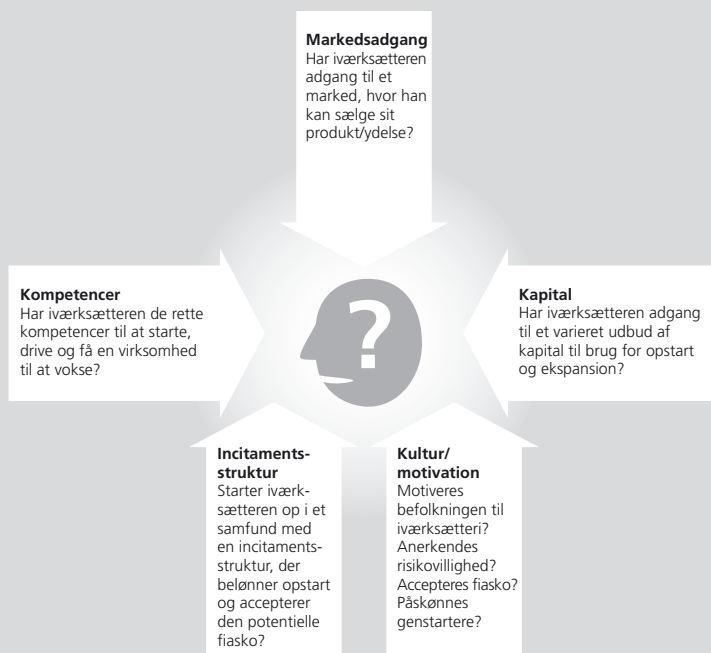 Markedsadgang
Har iværksætteren
adgang til et
marked, hvor han
kan sælge sit
produkt/ydelse?
Kompetencer
Har iværksætteren de rette
kompetencer til at starte,
drive og få en virksomhed
til at vokse?
?
Kapital
Har iværksætteren adgang
til et varieret udbud af
kapital til brug for opstart
og ekspansion?
Incitaments-
struktur
Starter iværk-
sætteren op i et
samfund med
en incitaments-
struktur, der
belønner opstart
og accepterer
den potentielle
fiasko?
Kultur/
motivation
Motiveres
befolkningen til
iværksætteri?
Anerkendes
risikovillighed?
Accepteres fiasko?
Påskønnes
genstartere?